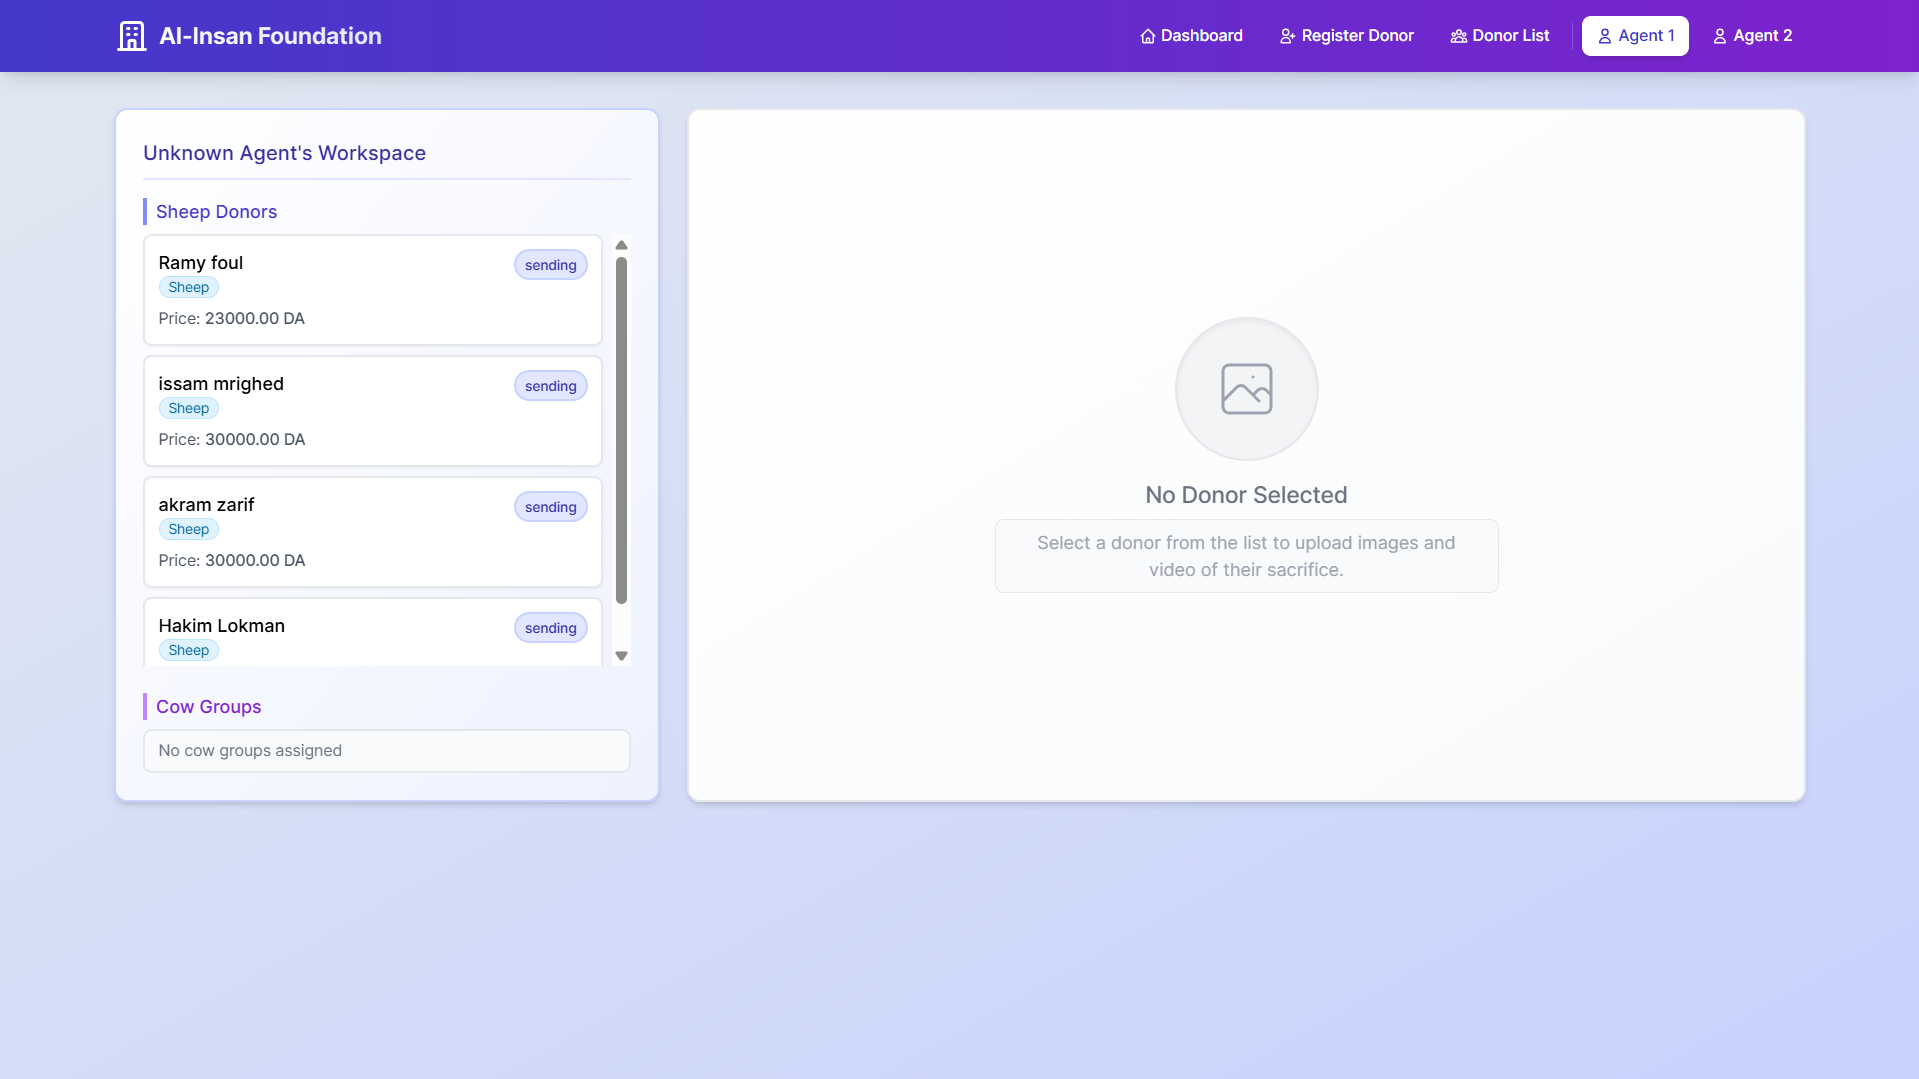 Al-Insan Foundation
Dashboard
Register Donor
Donor List
Agent 1
Agent 2
Unknown Agent's Workspace
Sheep Donors
Ramy foul
sending
Sheep
Price: 23000.00 DA
issam mrighed
sending
Sheep
Price: 30000.00 DA
akram zarif
sending
Sheep
Price: 30000.00 DA
Hakim Lokman
sending
Sheep
Cow Groups
No cow groups assigned
No Donor Selected
Select a donor from the list to upload images and
video of their sacrifice.